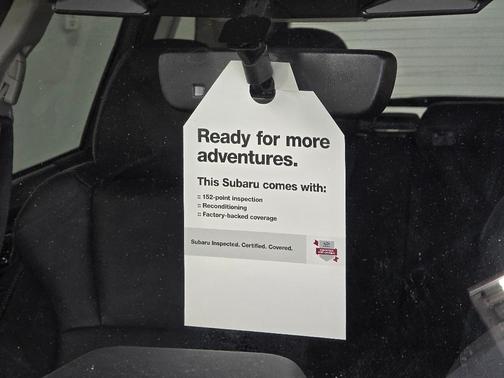 Ready for more
adventures.
This Subaru comes with:
:: 152-point inspection
:: Reconditioning
:: Factory-backed coverage
Subaru Inspected. Certified. Covered.